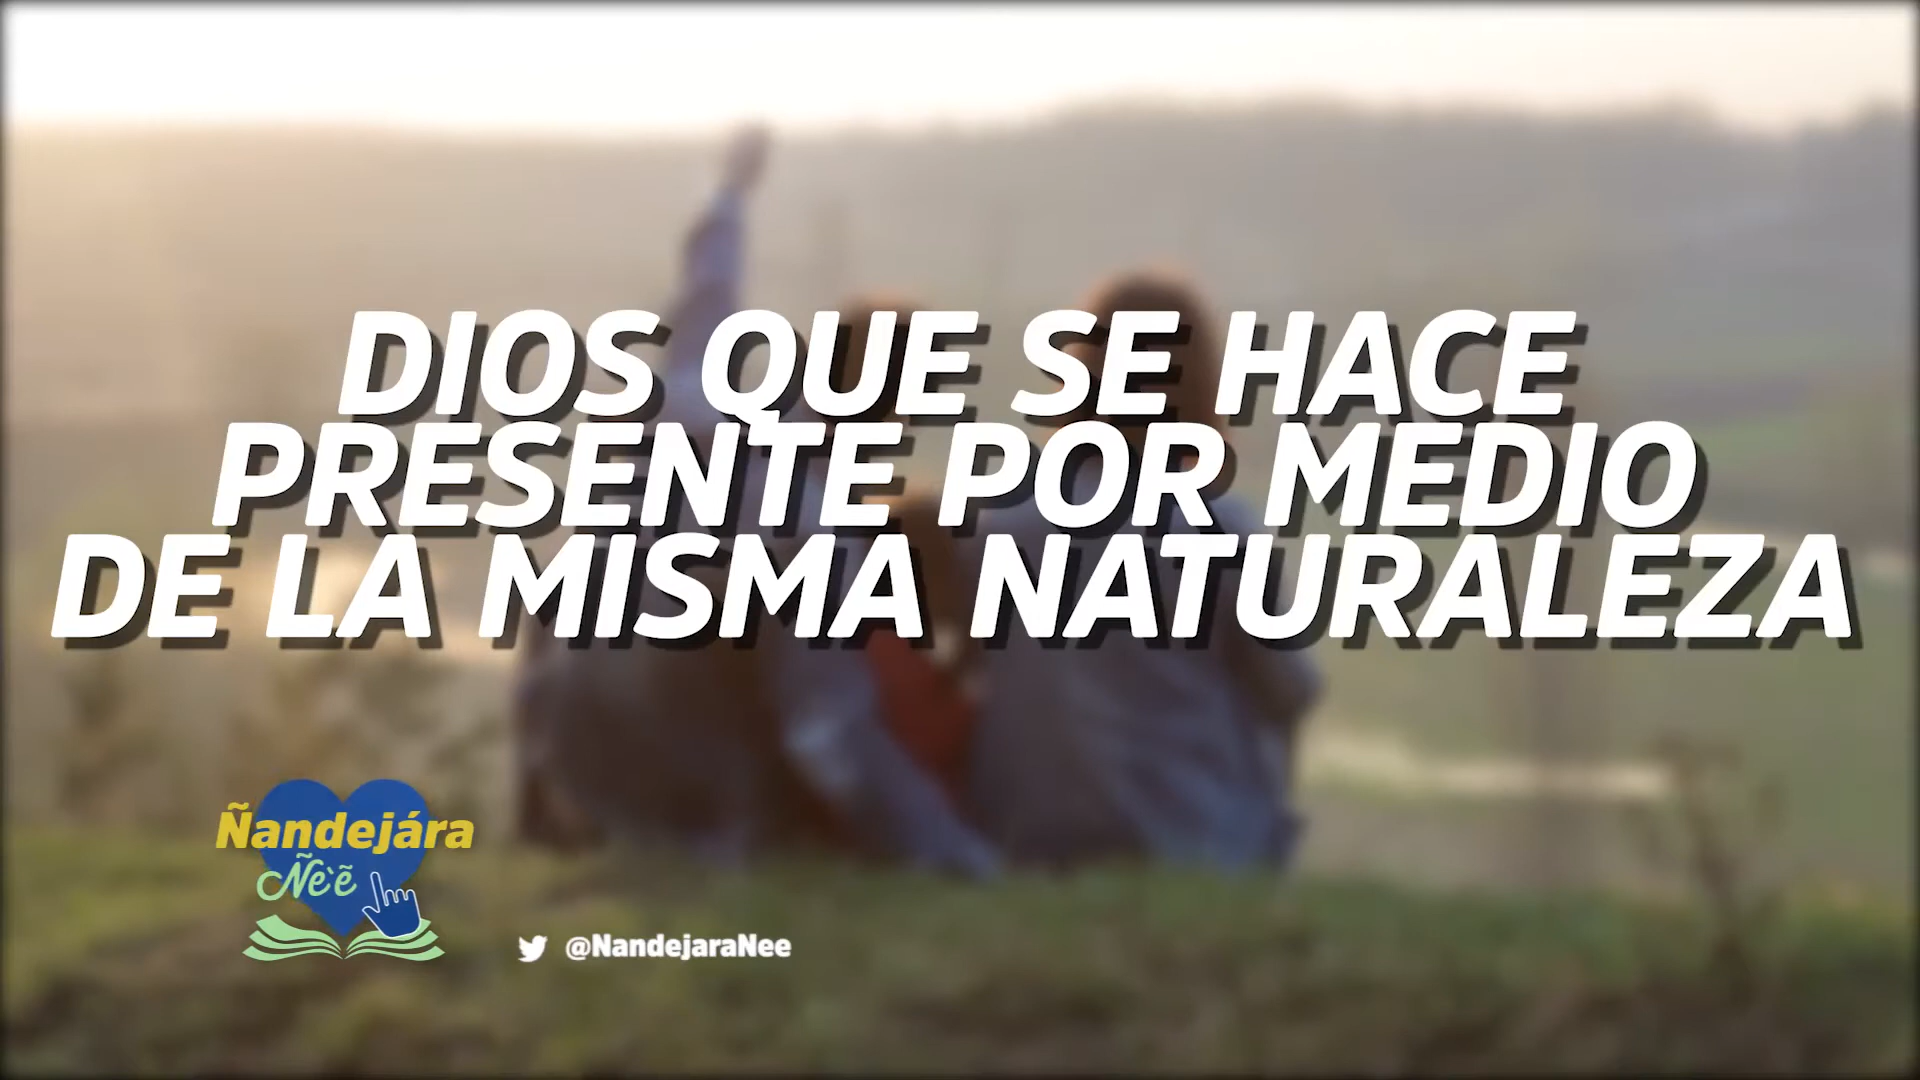 DIOS QUE SE HACE
PRESENTE POR MEDIO
DE LA MISMA NATURALEZA
Ñandejára
Ñe'ẽ
@NandejaraNee